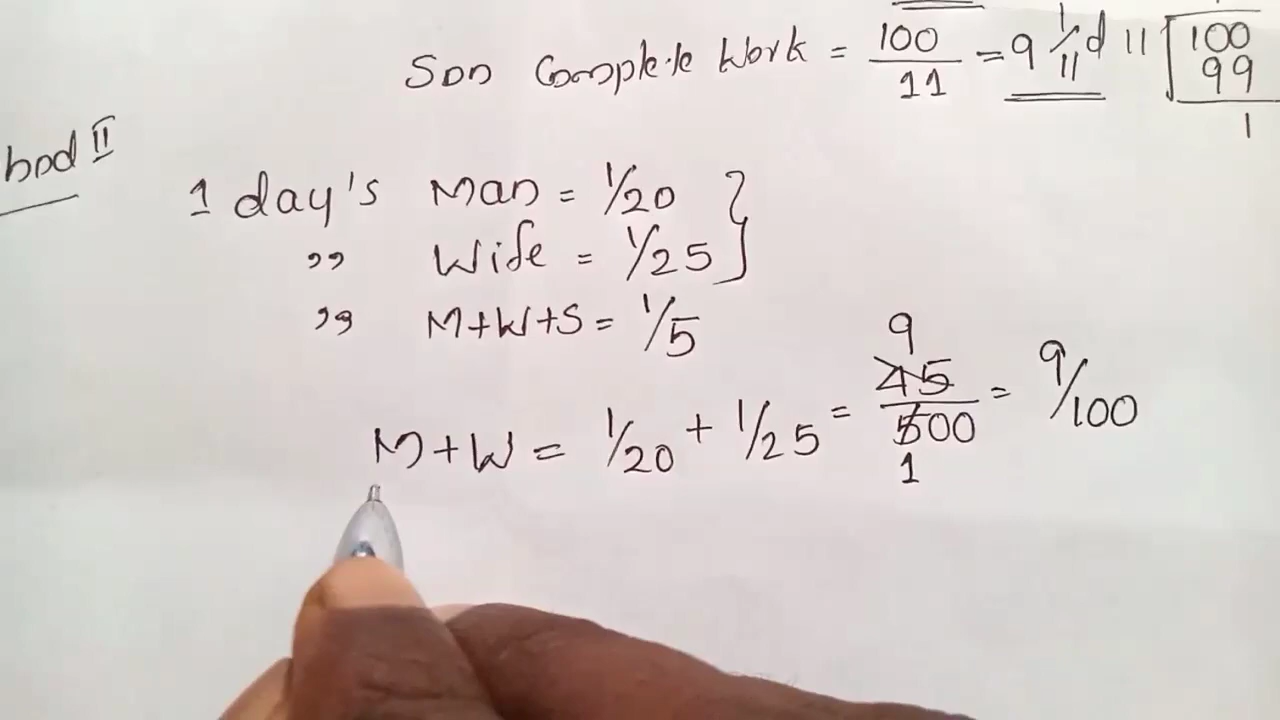 Son Complete Work = 100/11 = 9 1/11 d 11 100
99
1
hod II
1 day's Man = 1/20
,, Wife = 1/25
,, M+W+S = 1/5
9
M+W = 1/20 + 1/25 = 45/500 = 9/100
1